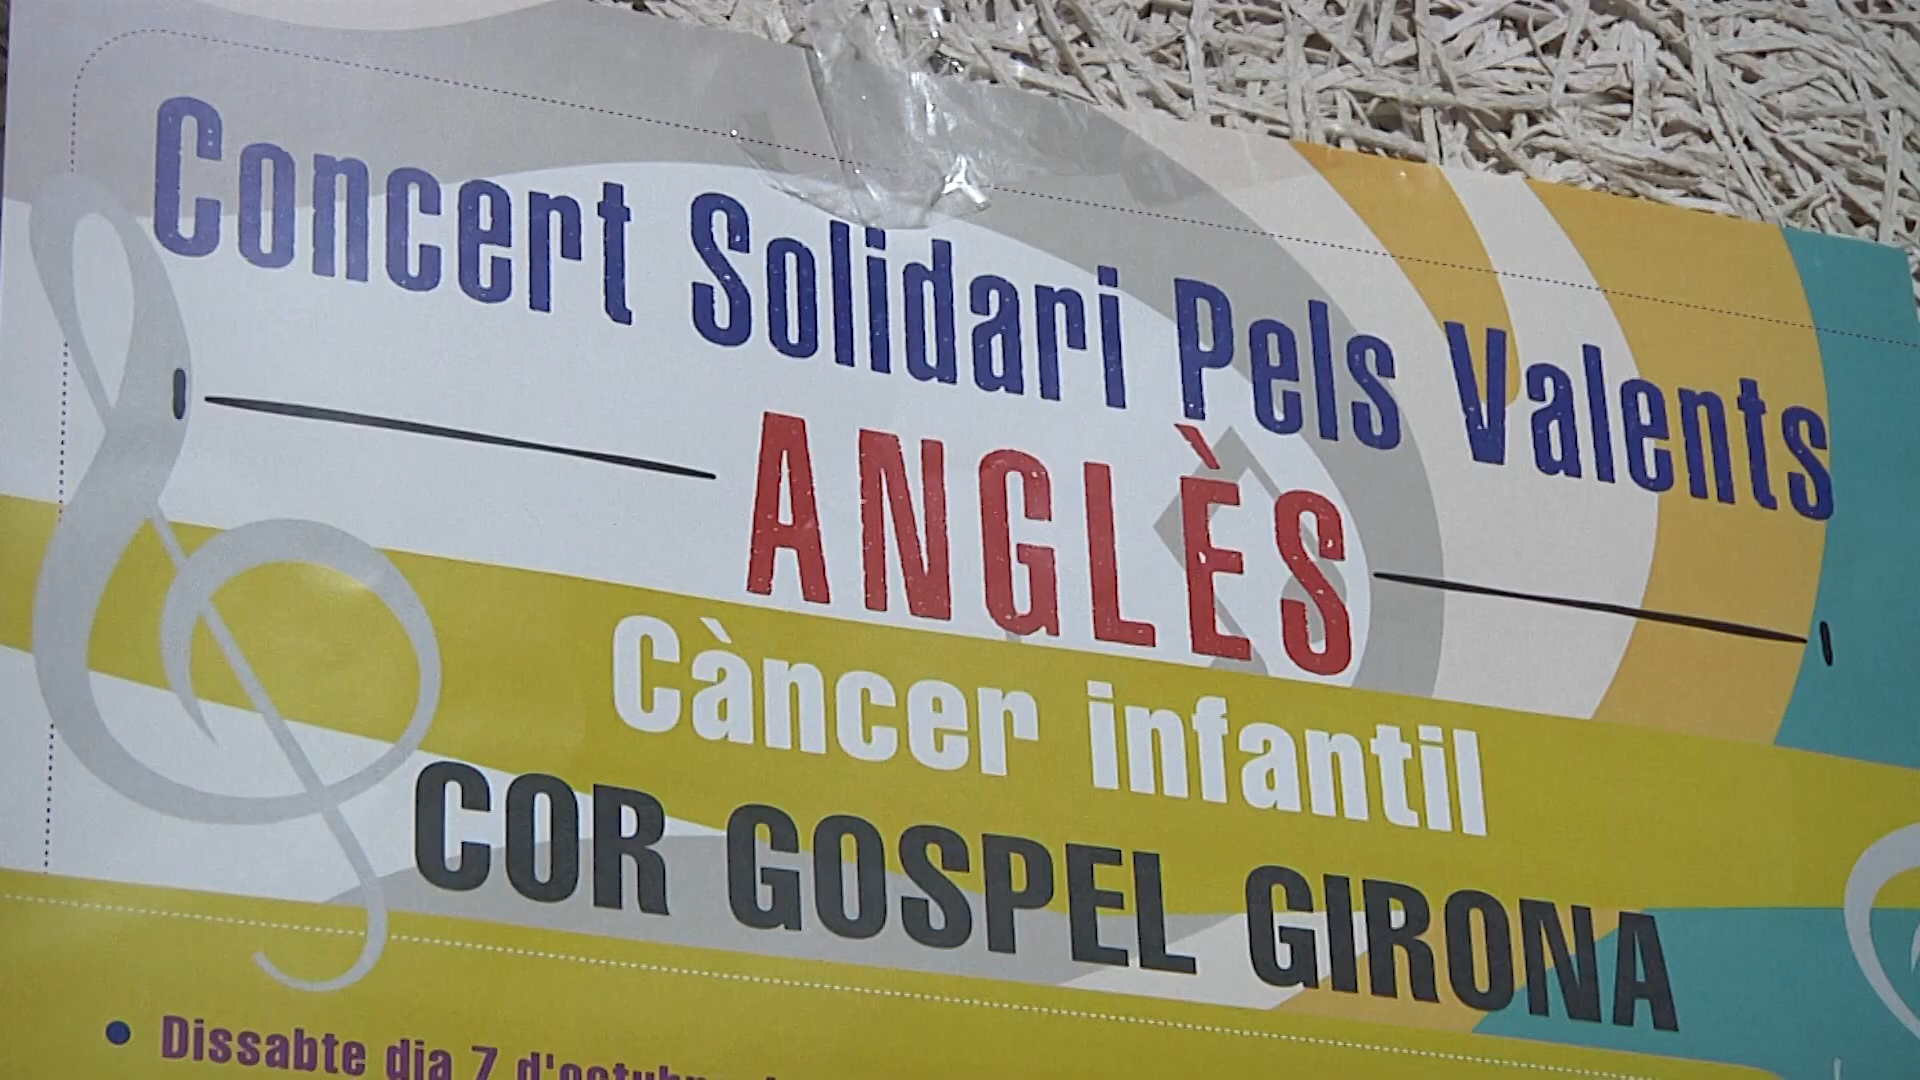 Concert Solidari Pels Valents
ANGLÈS
Càncer infantil
COR GOSPEL GIRONA
Dissabte dia 7